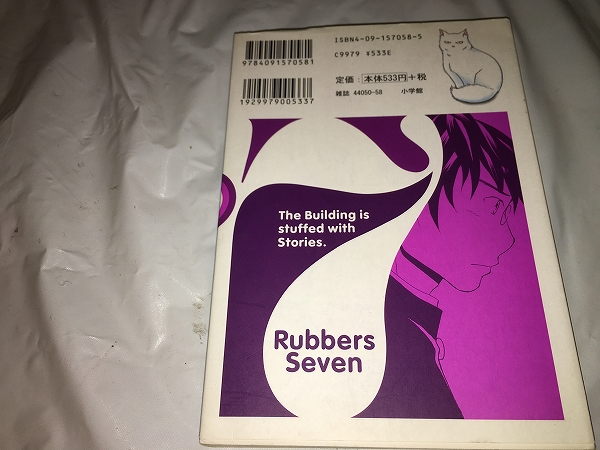 ISBN4-09-157058-5
C9979 ¥533E
9784091570581
定価:本体533円+税
雑誌 44050-58 小学館
1929979005337
The Building is
stuffed with
Stories.
Rubbers
Seven